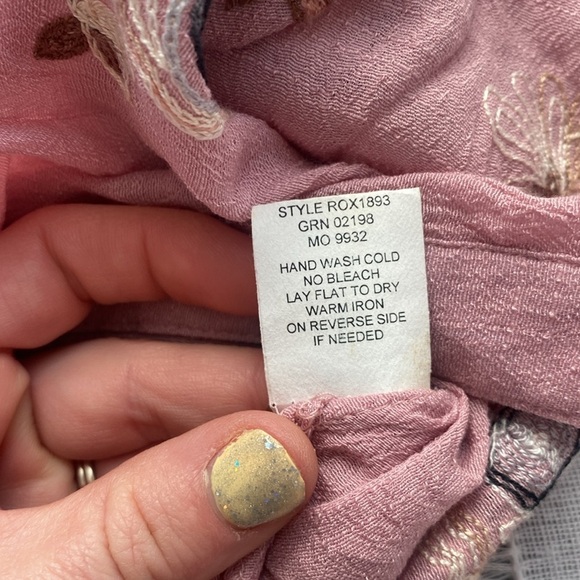 STYLE ROX1893
GRN 02198
MO 9932
HAND WASH COLD
NO BLEACH
LAY FLAT TO DRY
WARM IRON
ON REVERSE SIDE
IF NEEDED